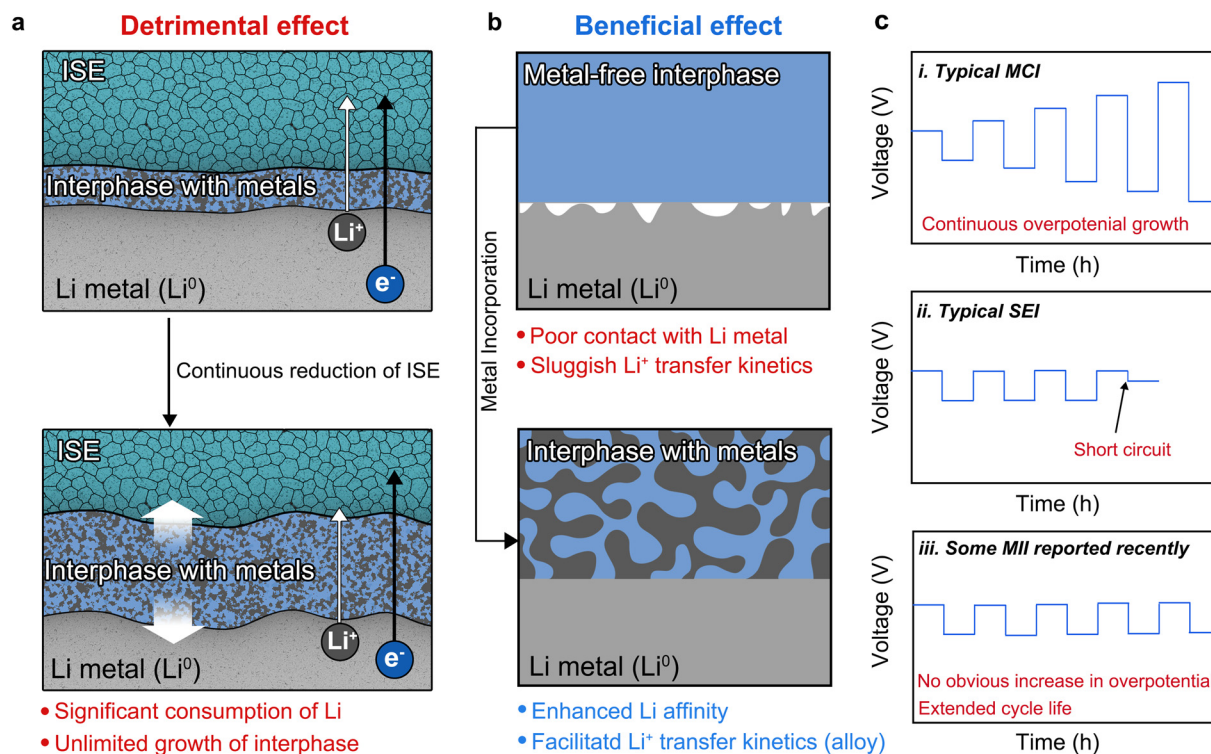 a
Detrimental effect
ISE
Interphase with metals
Li⁺
Li metal (Li⁰)
e⁻
Continuous reduction of ISE
ISE
Interphase with metals
Li⁺
Li metal (Li⁰)
e⁻
• Significant consumption of Li
• Unlimited growth of interphase
b
Beneficial effect
Metal-free interphase
Li metal (Li⁰)
• Poor contact with Li metal
• Sluggish Li⁺ transfer kinetics
Metal Incorporation
Interphase with metals
Li metal (Li⁰)
• Enhanced Li affinity
• Facilitatd Li⁺ transfer kinetics (alloy)
c
i. Typical MCI
Voltage (V)
Continuous overpotenial growth
Time (h)
ii. Typical SEI
Voltage (V)
Short circuit
Time (h)
iii. Some MII reported recently
Voltage (V)
No obvious increase in overpotential
Extended cycle life
Time (h)